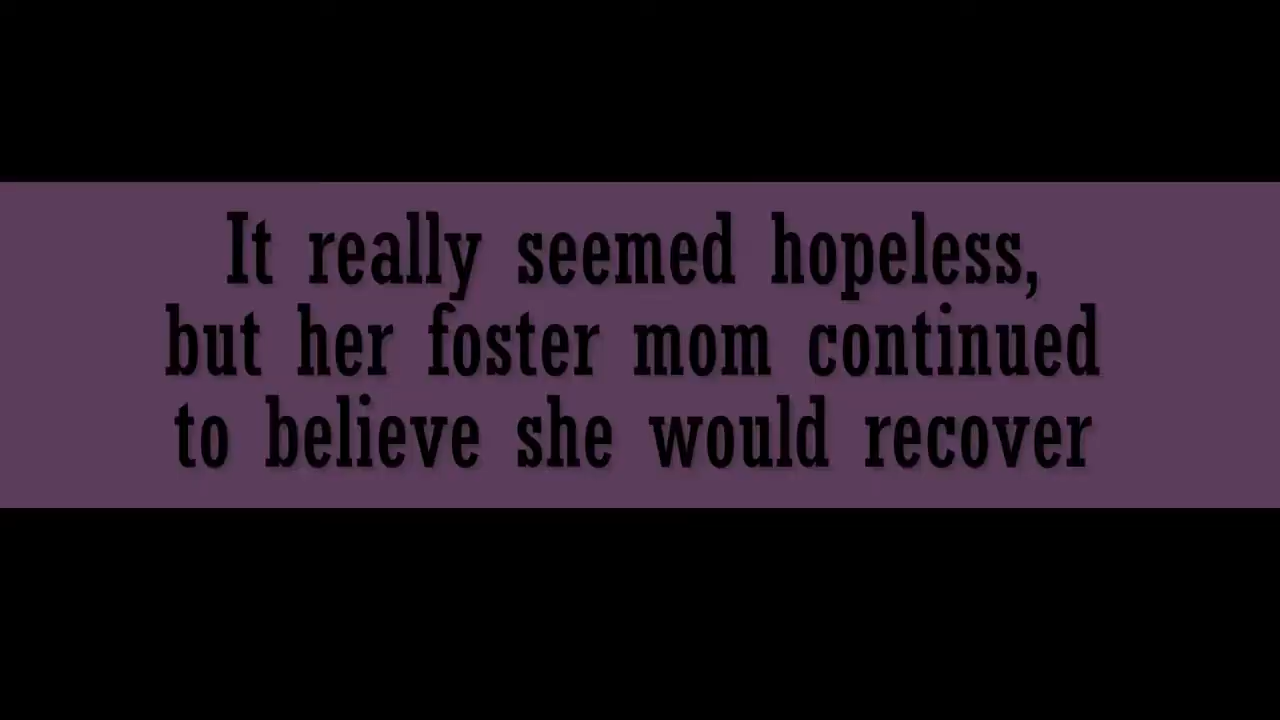 It really seemed hopeless,
but her foster mom continued
to believe she would recover